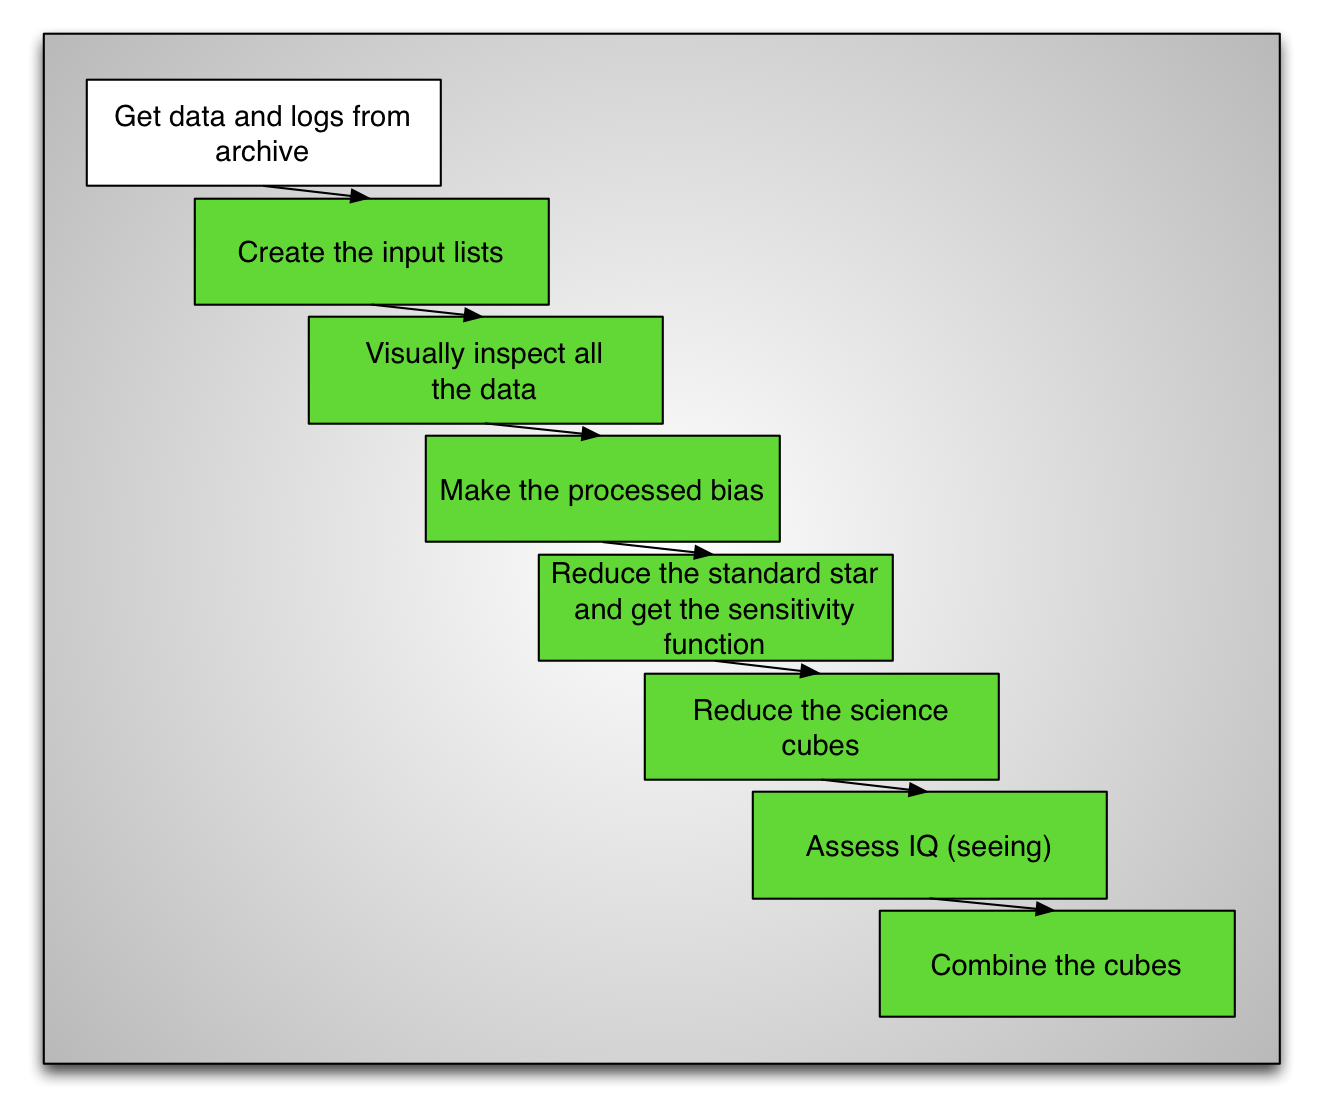 Get data and logs from
archive
Create the input lists
Visually inspect all
the data
Make the processed bias
Reduce the standard star
and get the sensitivity
function
Reduce the science
cubes
Assess IQ (seeing)
Combine the cubes